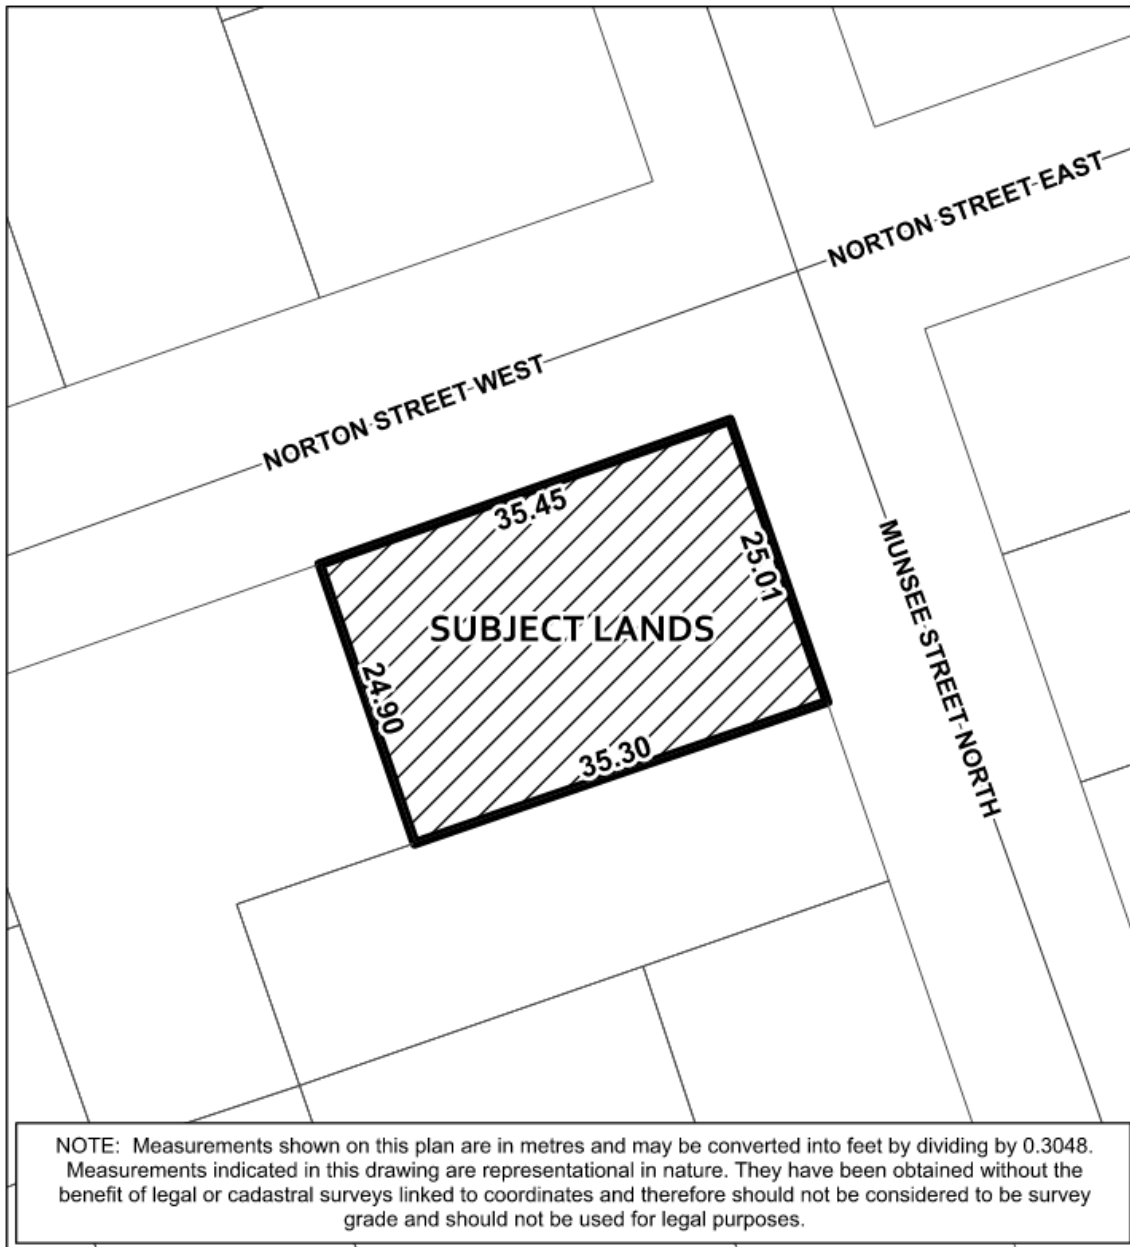 NORTON STREET EAST
NORTON STREET WEST
35.45
25.01
MUNSEE STREET NORTH
SUBJECT LANDS
24.90
35.30
NOTE: Measurements shown on this plan are in metres and may be converted into feet by dividing by 0.3048.
Measurements indicated in this drawing are representational in nature. They have been obtained without the
benefit of legal or cadastral surveys linked to coordinates and therefore should not be considered to be survey
grade and should not be used for legal purposes.